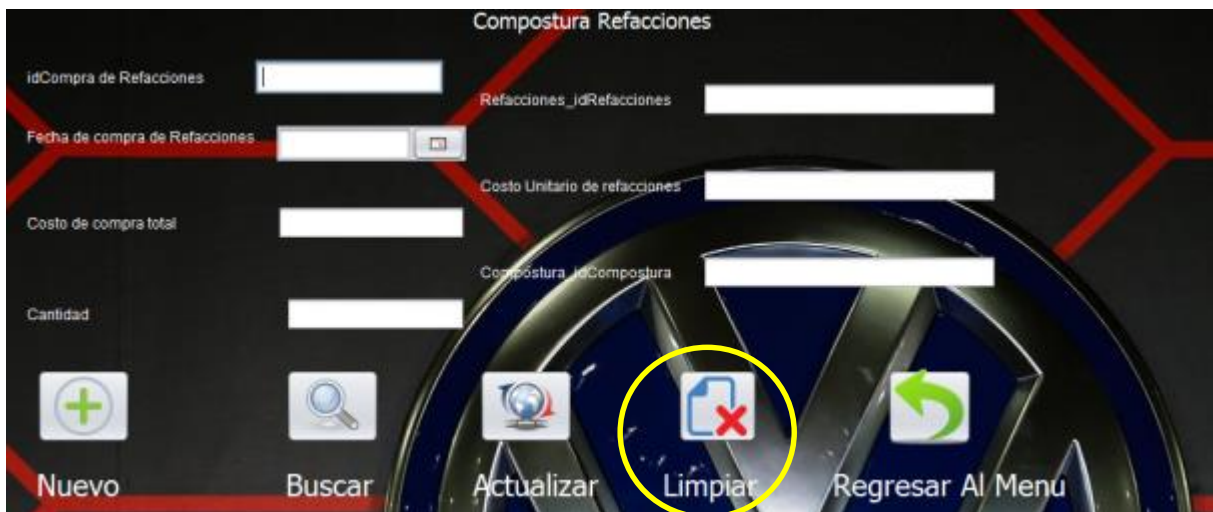 Compostura Refacciones
idCompra de Refacciones
Refacciones_idRefacciones
Fecha de compra de Refacciones
Costo Unitario de refacciones
Costo de compra total
Compostura_idCompostura
Cantidad
Nuevo
Buscar
Actualizar
Limpiar
Regresar Al Menu